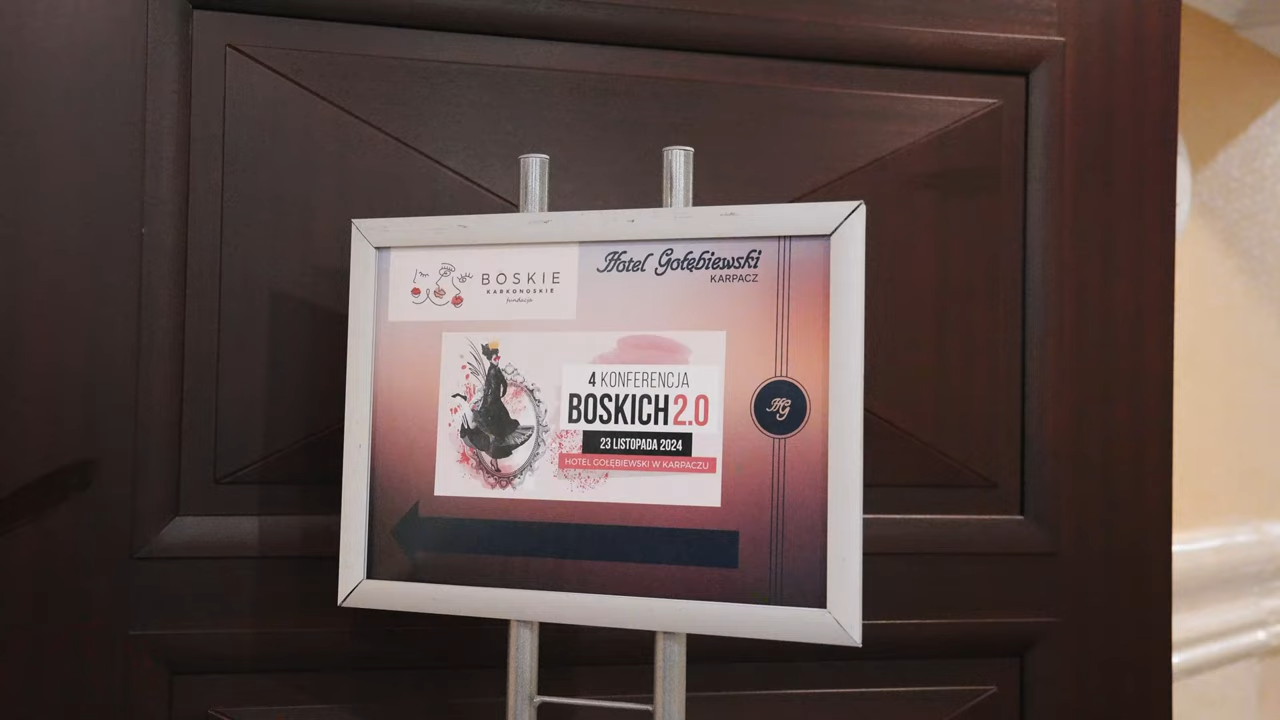 BOSKIE
KARKONOSKIE
fundacja
Hotel Gołębiewski
KARPACZ
4 KONFERENCJA
BOSKICH 2.0
23 LISTOPADA 2024
HOTEL GOŁĘBIEWSKI W KARPACZU
HG